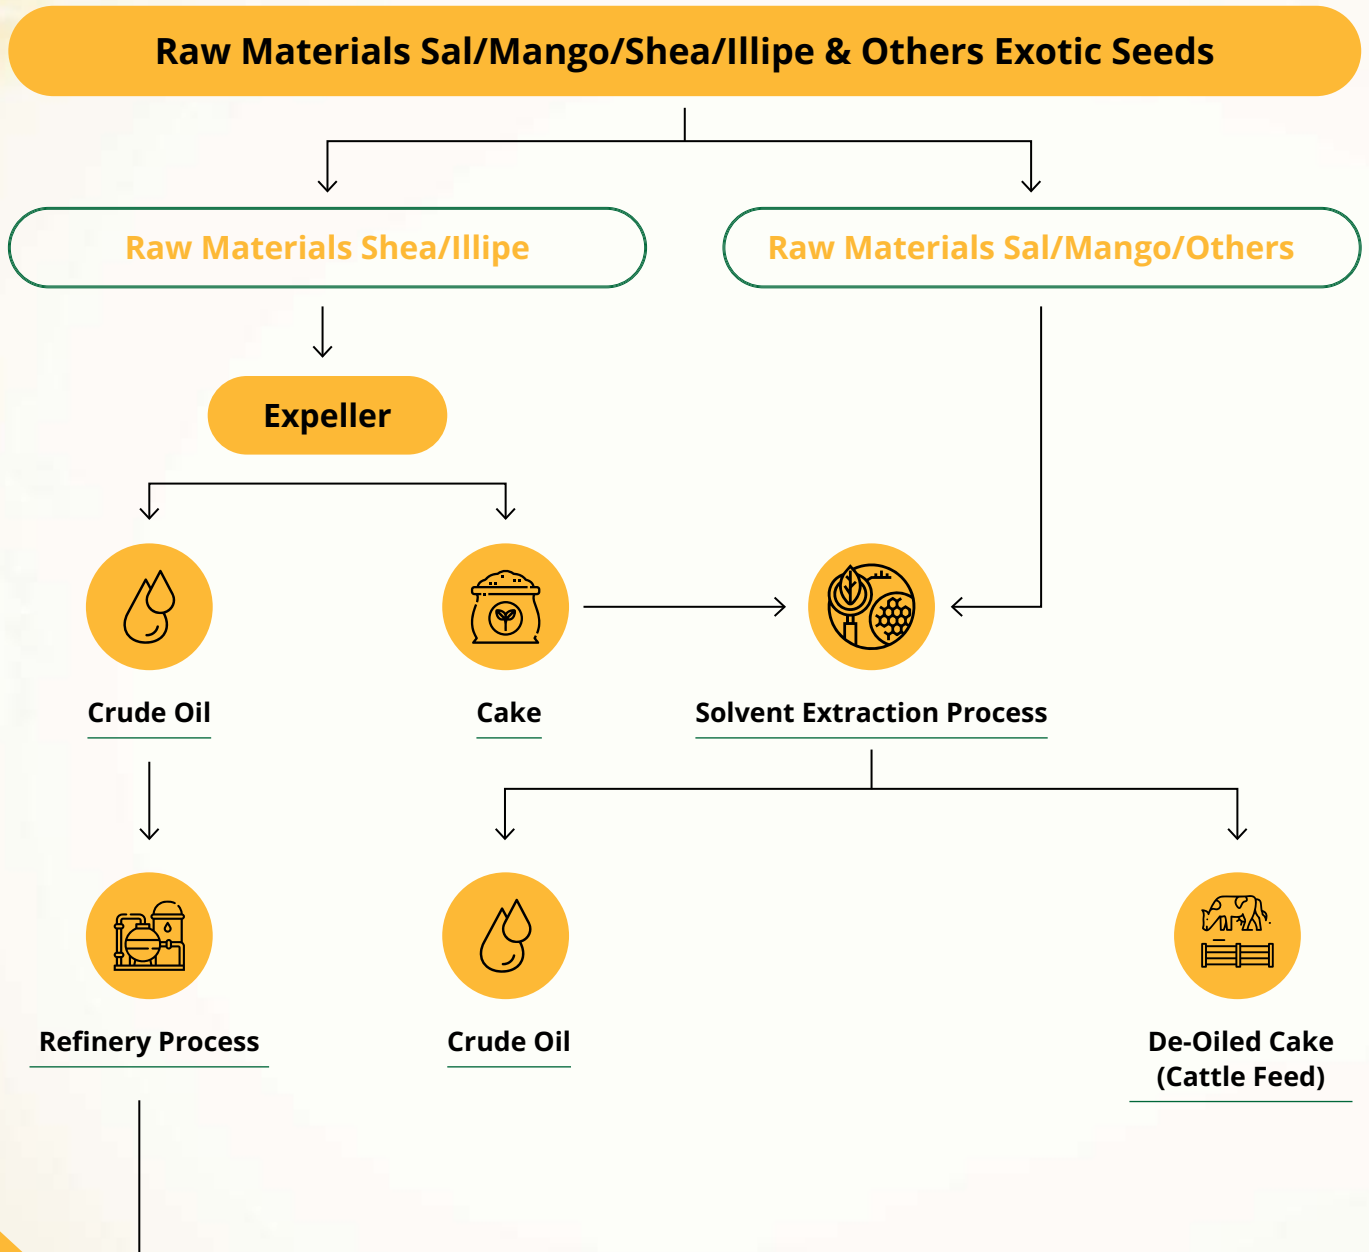 Raw Materials Sal/Mango/Shea/Illipe & Others Exotic Seeds
Raw Materials Shea/Illipe
Raw Materials Sal/Mango/Others
Expeller
Crude Oil
Cake
Solvent Extraction Process
Refinery Process
Crude Oil
De-Oiled Cake
(Cattle Feed)